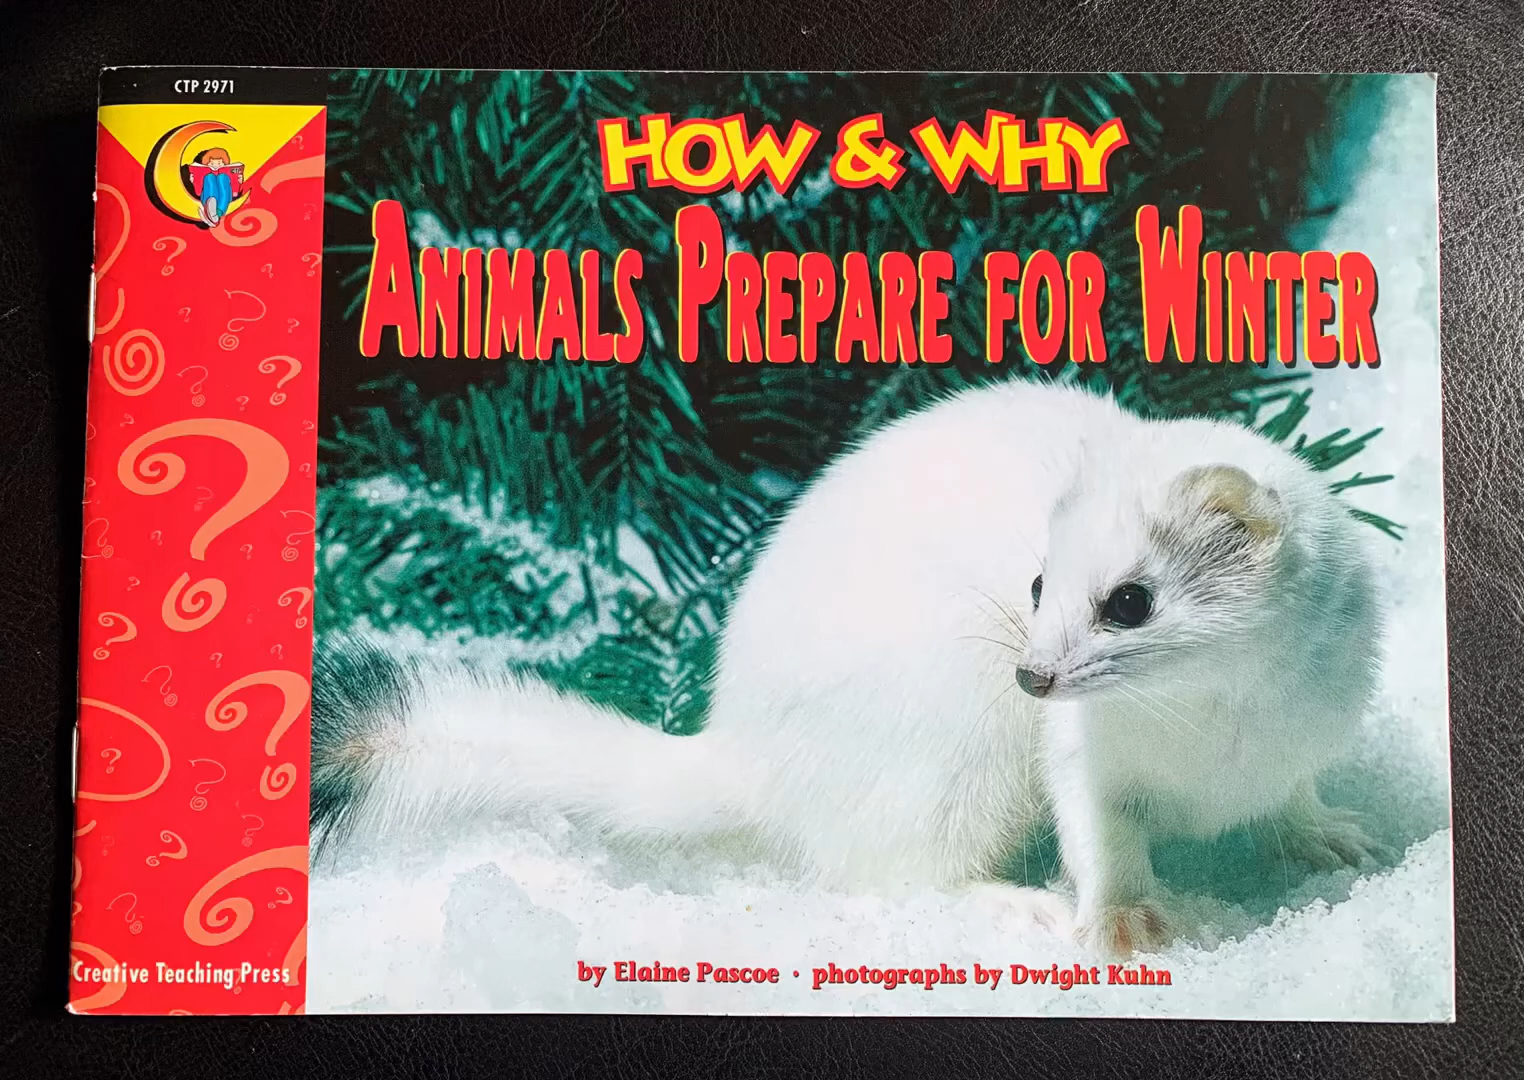 CTP 2971
HOW & WHY
ANIMALS PREPARE FOR WINTER
by Elaine Pascoe • photographs by Dwight Kuhn
Creative Teaching Press